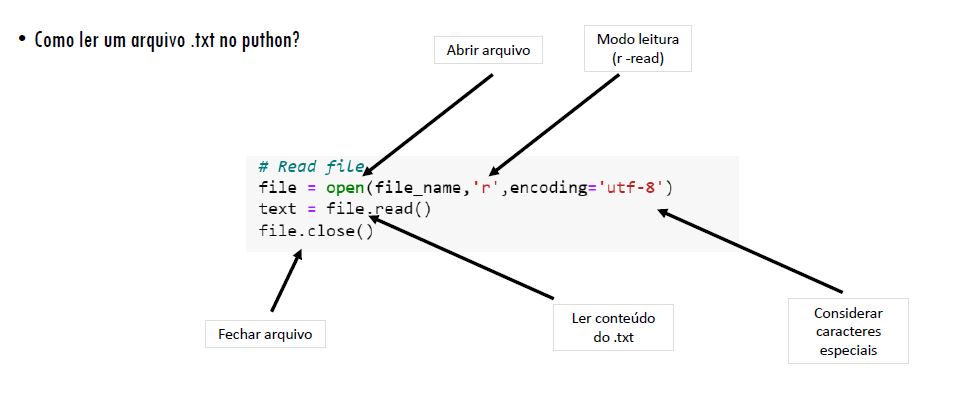 • Como ler um arquivo .txt no puthon?
Abrir arquivo
Modo leitura
(r -read)
# Read file
file = open(file_name,'r',encoding='utf-8')
text = file.read()
file.close()
Fechar arquivo
Ler conteúdo
do .txt
Considerar
caracteres
especiais